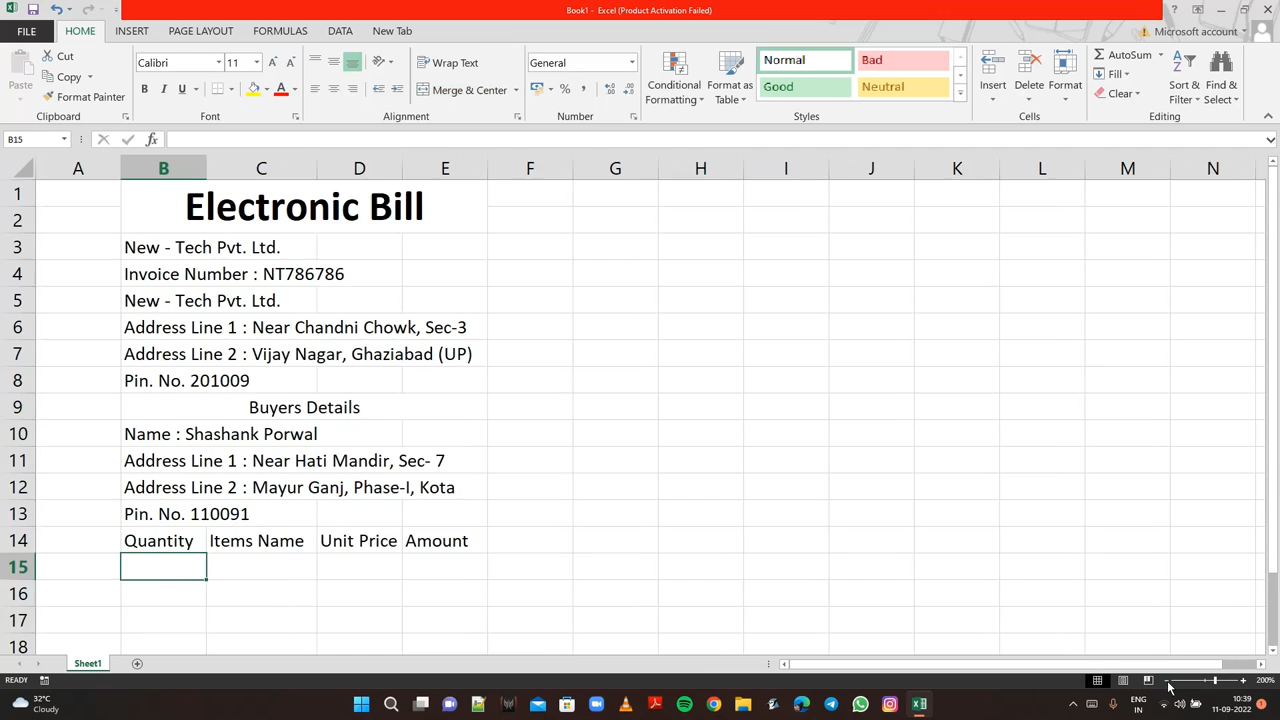 Book1 - Excel (Product Activation Failed)
FILE HOME INSERT PAGE LAYOUT FORMULAS DATA New Tab Microsoft account
Paste Cut Copy Format Painter Clipboard
Calibri 11 B I U A Font
Wrap Text Merge & Center Alignment
General % , Number
Conditional Formatting Format as Table Normal Bad Good Neutral Styles
Insert Delete Format Cells
AutoSum Fill Clear Sort & Filter Find & Select Editing
B15 fx
A B C D E F G H I J K L M N
1 Electronic Bill
2
3 New - Tech Pvt. Ltd.
4 Invoice Number : NT786786
5 New - Tech Pvt. Ltd.
6 Address Line 1 : Near Chandni Chowk, Sec-3
7 Address Line 2 : Vijay Nagar, Ghaziabad (UP)
8 Pin. No. 201009
9 Buyers Details
10 Name : Shashank Porwal
11 Address Line 1 : Near Hati Mandir, Sec- 7
12 Address Line 2 : Mayur Ganj, Phase-I, Kota
13 Pin. No. 110091
14 Quantity Items Name Unit Price Amount
15
16
17
18
Sheet1
READY 200%
32°C ENG 10:39
Cloudy IN 11-09-2022